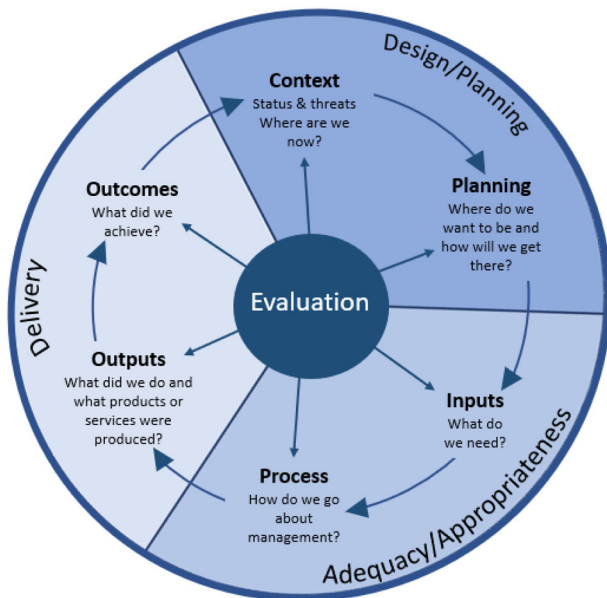 Design/Planning
Context
Status & threats
Where are we
now?
Planning
Where do we
want to be and
how will we get
there?
Outcomes
What did we
achieve?
Evaluation
Delivery
Outputs
What did we do and
what products or
services were
produced?
Inputs
What do
we need?
Process
How do we go
about
management?
Adequacy/Appropriateness